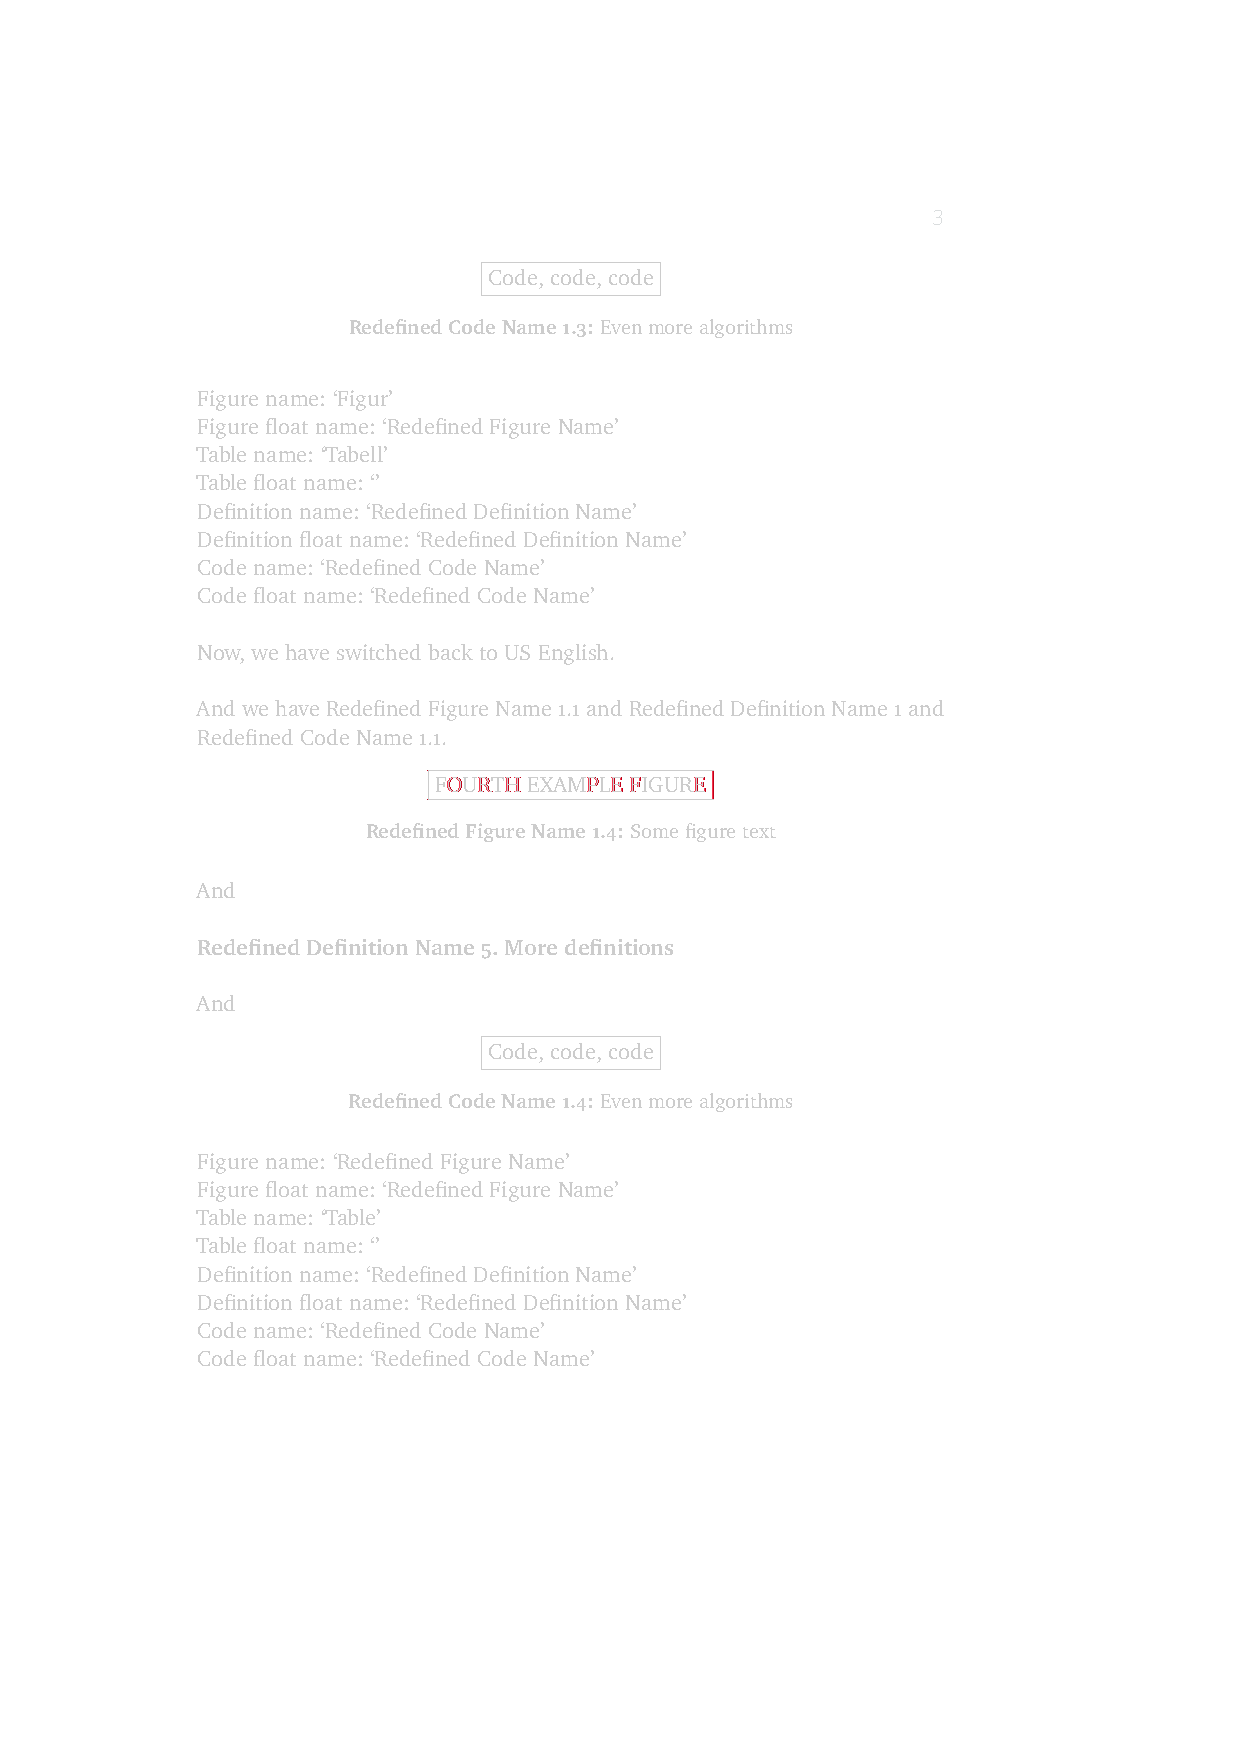 3
Code, code, code
Redefined Code Name 1.3: Even more algorithms
Figure name: ‘Figur’
Figure float name: ‘Redefined Figure Name’
Table name: ‘Tabell’
Table float name: ‘’
Definition name: ‘Redefined Definition Name’
Definition float name: ‘Redefined Definition Name’
Code name: ‘Redefined Code Name’
Code float name: ‘Redefined Code Name’
Now, we have switched back to US English.
And we have Redefined Figure Name 1.1 and Redefined Definition Name 1 and
Redefined Code Name 1.1.
FOURTH EXAMPLE FIGURE
Redefined Figure Name 1.4: Some figure text
And
Redefined Definition Name 5. More definitions
And
Code, code, code
Redefined Code Name 1.4: Even more algorithms
Figure name: ‘Redefined Figure Name’
Figure float name: ‘Redefined Figure Name’
Table name: ‘Table’
Table float name: ‘’
Definition name: ‘Redefined Definition Name’
Definition float name: ‘Redefined Definition Name’
Code name: ‘Redefined Code Name’
Code float name: ‘Redefined Code Name’